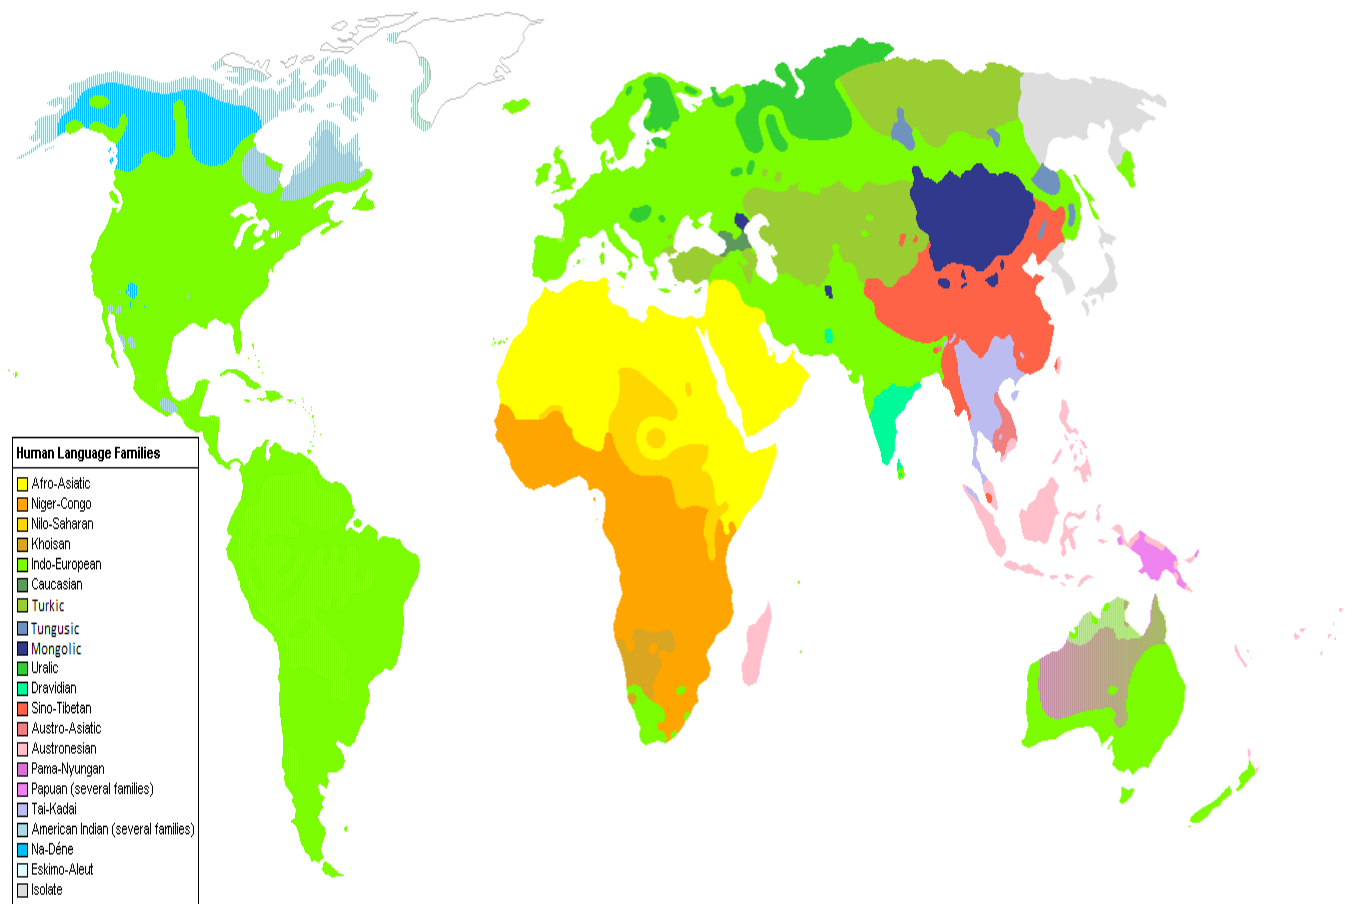 Human Language Families
Afro-Asiatic
Niger-Congo
Nilo-Saharan
Khoisan
Indo-European
Caucasian
Turkic
Tungusic
Mongolic
Uralic
Dravidian
Sino-Tibetan
Austro-Asiatic
Austronesian
Pama-Nyungan
Papuan (several families)
Tai-Kadai
American Indian (several families)
Na-Déne
Eskimo-Aleut
Isolate